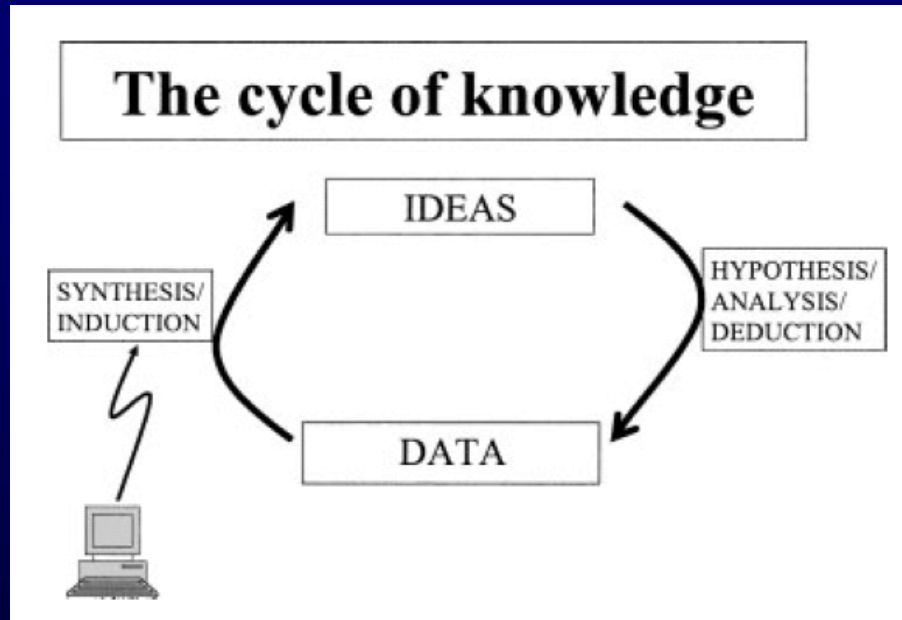 The cycle of knowledge
IDEAS
SYNTHESIS/
INDUCTION
HYPOTHESIS/
ANALYSIS/
DEDUCTION
DATA